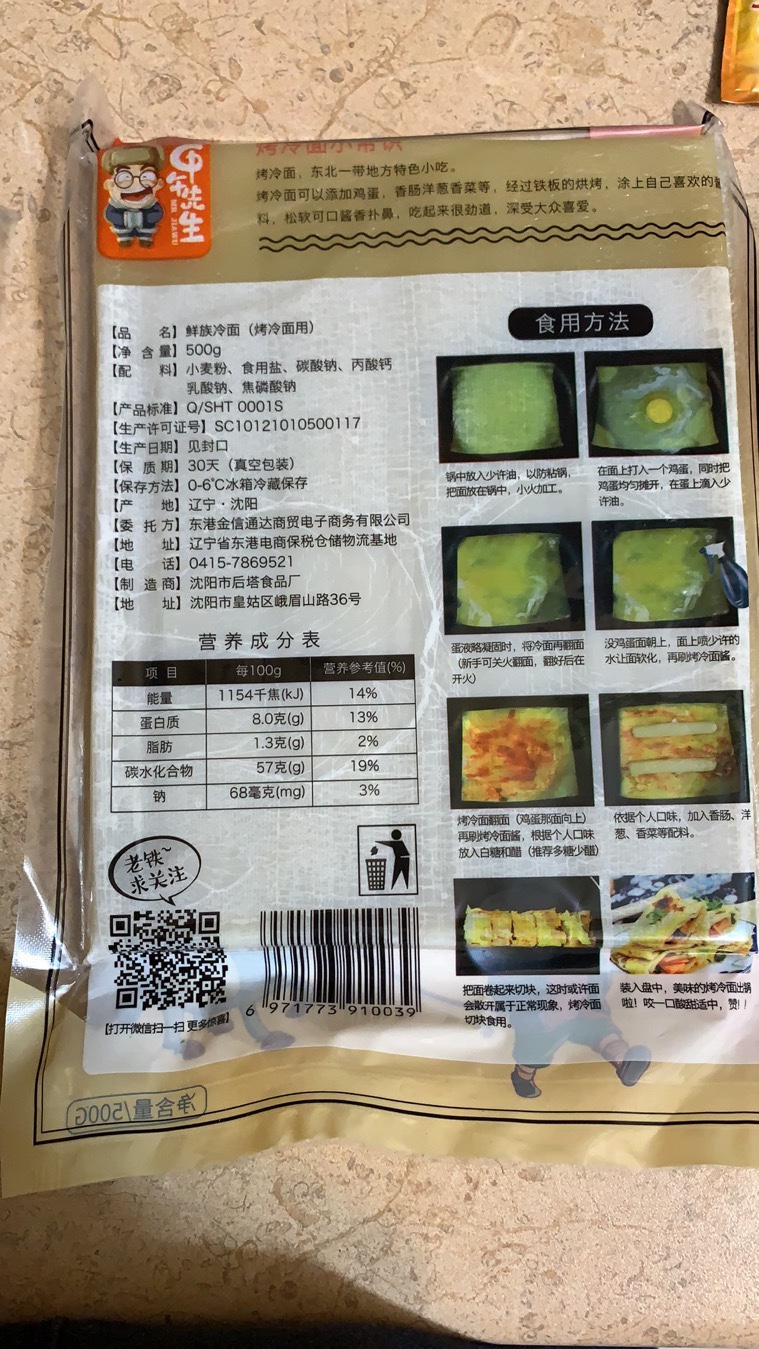 烤冷面小常识
烤冷面，东北一带地方特色小吃。
烤冷面可以添加鸡蛋，香肠洋葱香菜等，经过铁板的烘烤，涂上自己喜欢的酱
料，松软可口酱香扑鼻，吃起来很劲道，深受大众喜爱。
MR. JIAWU
【品 名】鲜族冷面（烤冷面用）
【净 含 量】500g
【配 料】小麦粉、食用盐、碳酸钠、丙酸钙
乳酸钠、焦磷酸钠
【产品标准】Q/SHT 0001S
【生产许可证号】SC10121010500117
【生产日期】见封口
【保 质 期】30天（真空包装）
【保存方法】0-6℃冰箱冷藏保存
【产 地】辽宁·沈阳
【委 托 方】东港金信通达商贸电子商务有限公司
【地 址】辽宁省东港电商保税仓储物流基地
【电 话】0415-7869521
【制 造 商】沈阳市后塔食品厂
【地 址】沈阳市皇姑区峨眉山路36号
营养成分表
项目 每100g 营养参考值(%)
能量 1154千焦(kJ) 14%
蛋白质 8.0克(g) 13%
脂肪 1.3克(g) 2%
碳水化合物 57克(g) 19%
钠 68毫克(mg) 3%
老铁~
求关注
【打开微信扫一扫 更多惊喜】
6 971773 910039
食用方法
锅中放入少许油，以防粘锅，
把面放在锅中，小火加工。
在面上打入一个鸡蛋，同时把
鸡蛋均匀摊开，在蛋上滴入少
许油。
蛋液略凝固时，将冷面再翻面
（新手可关火翻面，翻好后在
开火）
没鸡蛋面朝上，面上喷少许的
水让面软化，再刷烤冷面酱。
烤冷面翻面（鸡蛋那面向上）
再刷烤冷面酱，根据个人口味
放入白糖和醋（推荐多糖少醋）
依据个人口味，加入香肠、洋
葱、香菜等配料。
把面卷起来切块，这时或许面
会散开属于正常现象，烤冷面
切块食用。
装入盘中，美味的烤冷面出锅
啦！咬一口酸甜适中，赞！！
净含量/500G